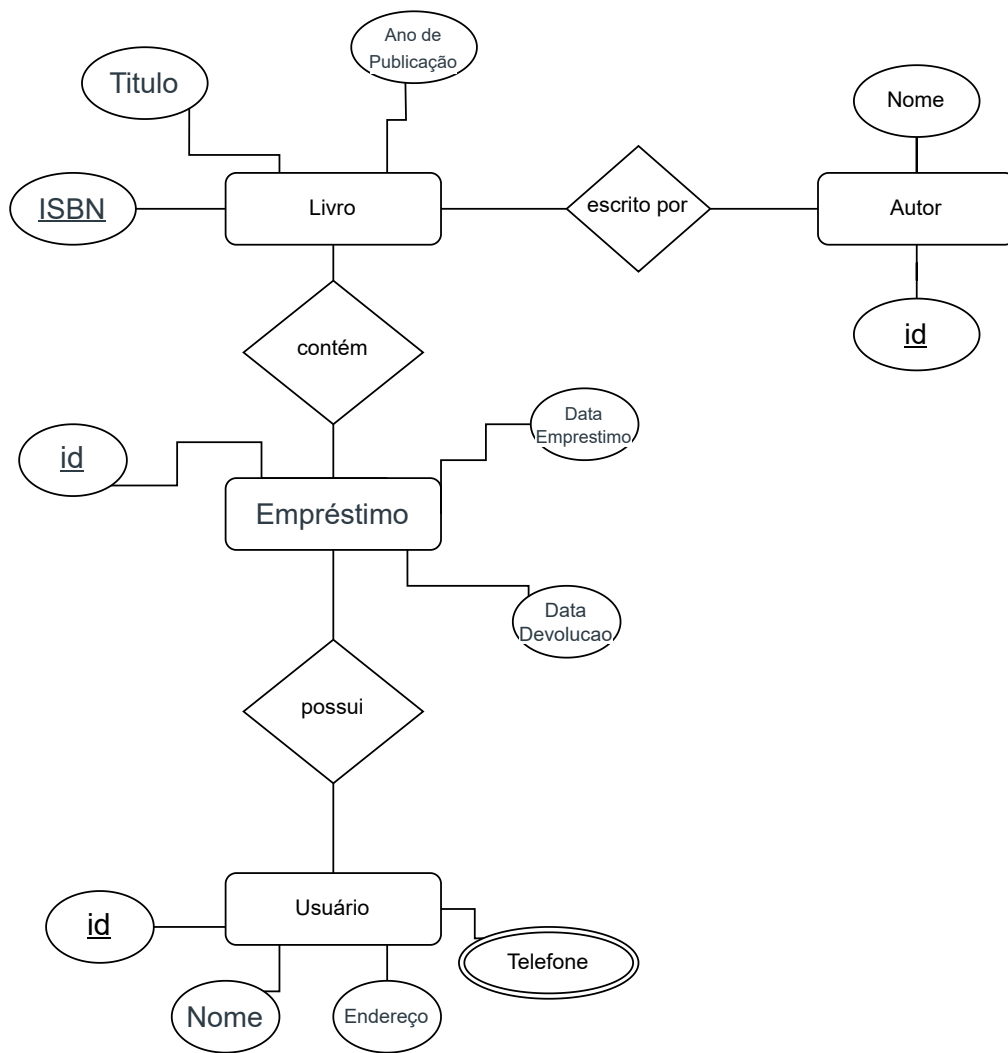 Ano de
Publicação
Titulo
Nome
ISBN
Livro
escrito por
Autor
id
contém
Data
Emprestimo
id
Empréstimo
Data
Devolucao
possui
id
Usuário
Telefone
Nome
Endereço